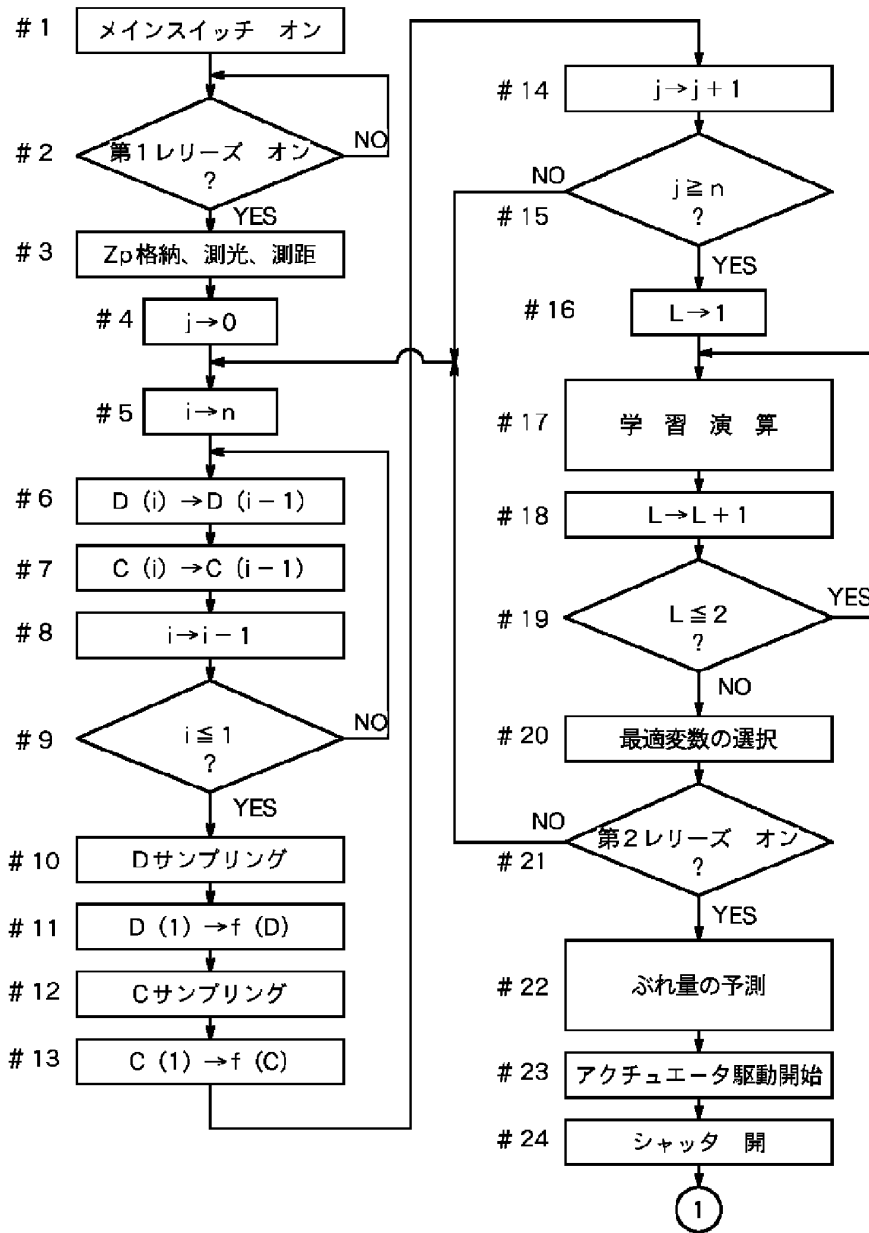 #1
メインスイッチ オン
#2
第1レリーズ オン
?
NO
YES
#3
Zp格納、測光、測距
#4
j→0
#5
i→n
#6
D (i) →D (i−1)
#7
C (i) →C (i−1)
#8
i→i−1
#9
i≦1
?
NO
YES
#10
Dサンプリング
#11
D (1) →f (D)
#12
Cサンプリング
#13
C (1) →f (C)
#14
j→j+1
#15
j≧n
?
NO
YES
#16
L→1
#17
学 習 演 算
#18
L→L+1
#19
L≦2
?
YES
NO
#20
最適変数の選択
#21
第2レリーズ オン
?
NO
YES
#22
ぶれ量の予測
#23
アクチュエータ駆動開始
#24
シャッタ 開
1